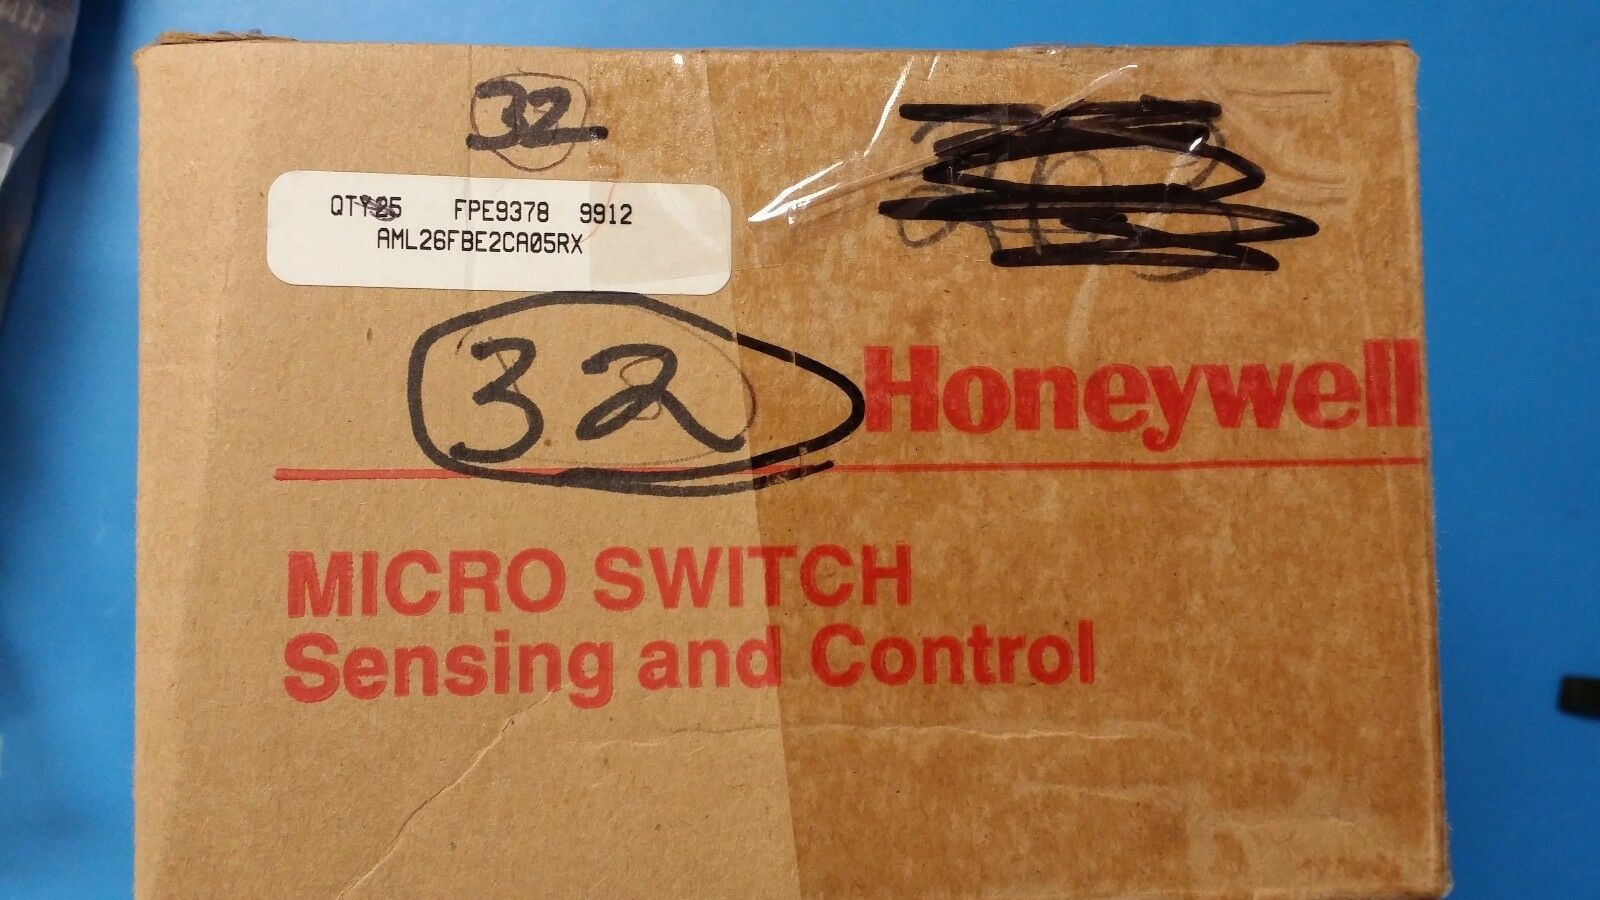 32
QTY25 FPE9378 9912
AML26FBE2CA05RX
32
Honeywell
MICRO SWITCH
Sensing and Control